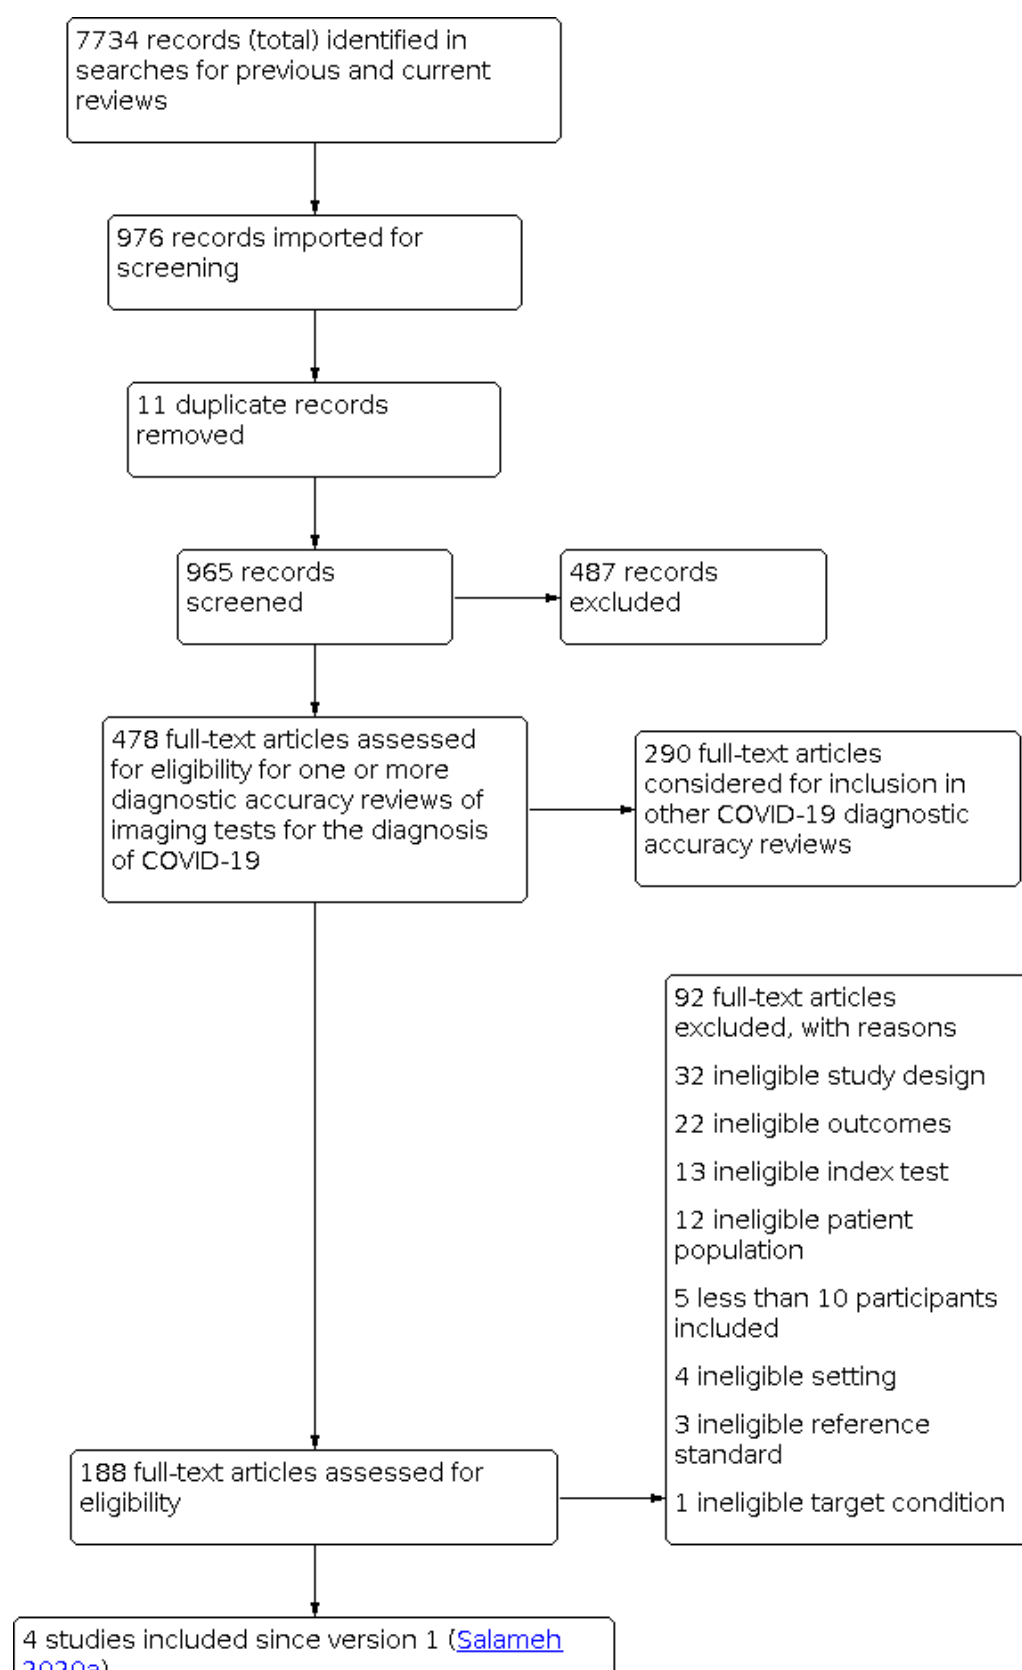 7734 records (total) identified in
searches for previous and current
reviews
976 records imported for
screening
11 duplicate records
removed
965 records
screened
487 records
excluded
478 full-text articles assessed
for eligibility for one or more
diagnostic accuracy reviews of
imaging tests for the diagnosis
of COVID-19
290 full-text articles
considered for inclusion in
other COVID-19 diagnostic
accuracy reviews
92 full-text articles
excluded, with reasons
32 ineligible study design
22 ineligible outcomes
13 ineligible index test
12 ineligible patient
population
5 less than 10 participants
included
4 ineligible setting
3 ineligible reference
standard
1 ineligible target condition
188 full-text articles assessed for
eligibility
4 studies included since version 1 (Salameh
2020a)